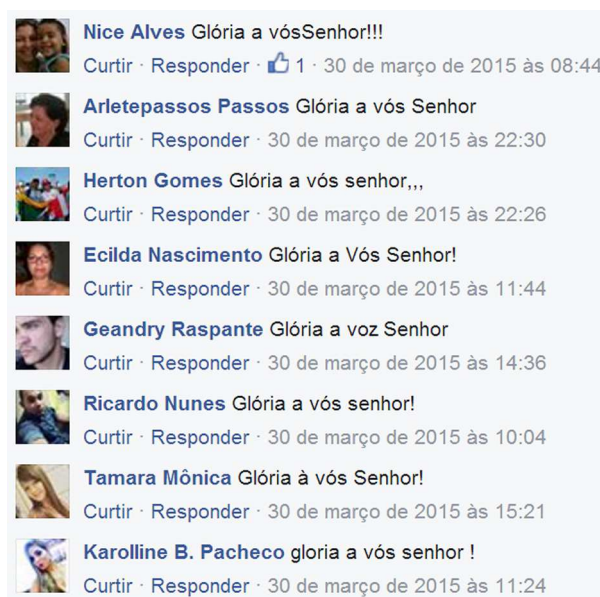 Nice Alves Glória a vósSenhor!!!
Curtir · Responder · 1 · 30 de março de 2015 às 08:44
Arletepassos Passos Glória a vós Senhor
Curtir · Responder · 30 de março de 2015 às 22:30
Herton Gomes Glória a vós senhor,,,
Curtir · Responder · 30 de março de 2015 às 22:26
Ecilda Nascimento Glória a Vós Senhor!
Curtir · Responder · 30 de março de 2015 às 11:44
Geandry Raspante Glória a voz Senhor
Curtir · Responder · 30 de março de 2015 às 14:36
Ricardo Nunes Glória a vós senhor!
Curtir · Responder · 30 de março de 2015 às 10:04
Tamara Mônica Glória à vós Senhor!
Curtir · Responder · 30 de março de 2015 às 15:21
Karolline B. Pacheco gloria a vós senhor !
Curtir · Responder · 30 de março de 2015 às 11:24